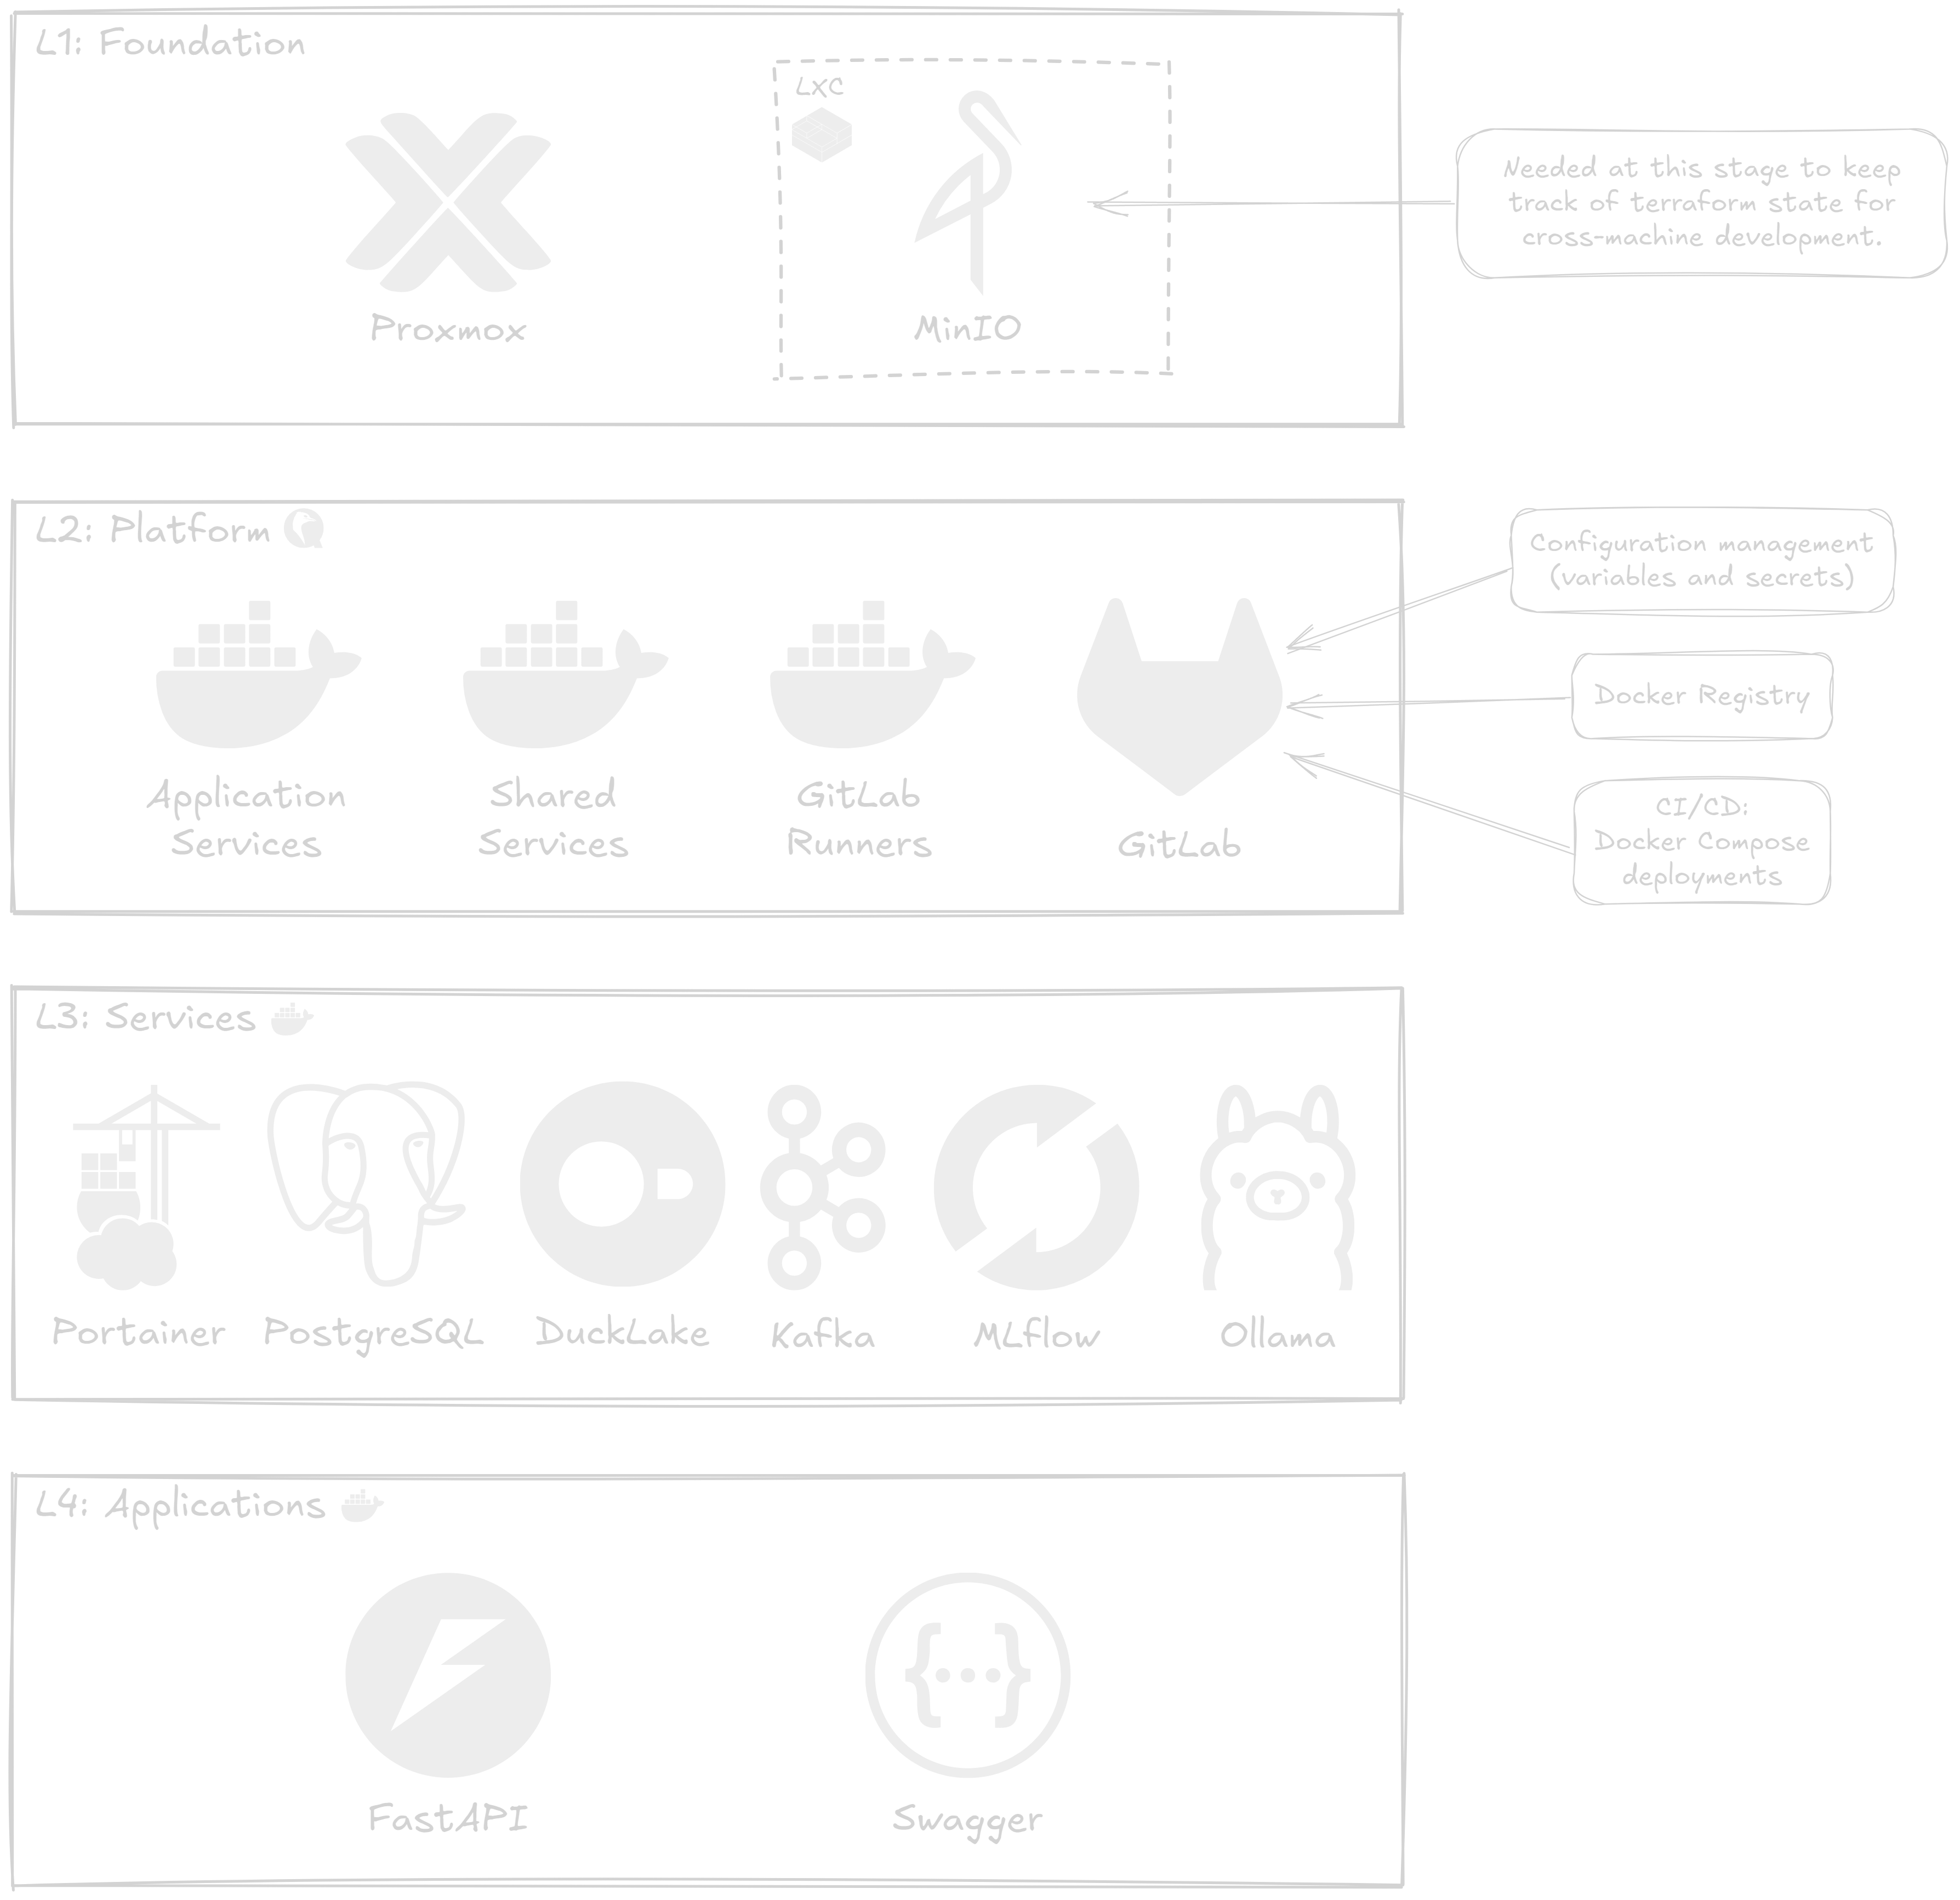 L1: Foundation
LXC
Proxmox
MinIO
Needed at this stage to keep
track of terraform state for
cross-machine development.
L2: Platform
Application
Services
Shared
Services
GitLab
Runners
GitLab
Configuration management
(variables and secrets)
Docker Registry
CI/CD:
Docker Compose
deployments
L3: Services
Portainer
PostgreSQL
DuckLake
Kafka
MLflow
Ollama
L4: Applications
FastAPI
Swagger